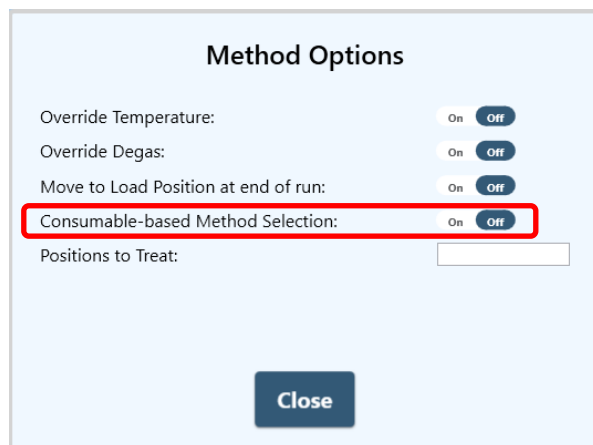 Method Options
Override Temperature: On Off
Override Degas: On Off
Move to Load Position at end of run: On Off
Consumable-based Method Selection: On Off
Positions to Treat:
Close